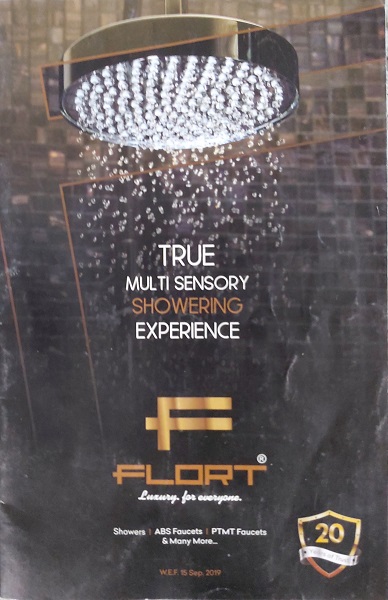 TRUE
MULTI SENSORY
SHOWERING
EXPERIENCE
F
FLORT®
Luxury. for everyone.
Showers | ABS Faucets | PTMT Faucets
& Many More...
20
W.E.F. 15 Sep. 2019